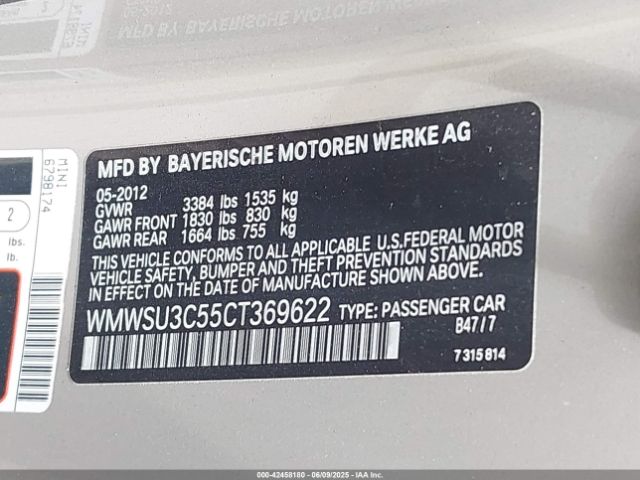 MFD BY BAYERISCHE MOTOREN WERKE AG
05-2012
GVWR 3384 lbs 1535 kg
GAWR FRONT 1830 lbs 830 kg
GAWR REAR 1664 lbs 755 kg
THIS VEHICLE CONFORMS TO ALL APPLICABLE U.S.FEDERAL MOTOR
VEHICLE SAFETY, BUMPER AND THEFT PREVENTION STANDARDS
IN EFFECT ON THE DATE OF MANUFACTURE SHOWN ABOVE.
WMWSU3C55CT369622 TYPE: PASSENGER CAR
B47/7
7 315 814
MINI
6798174
2
lbs.
lb.
000-42458180 - 06/09/2025 - IAA Inc.